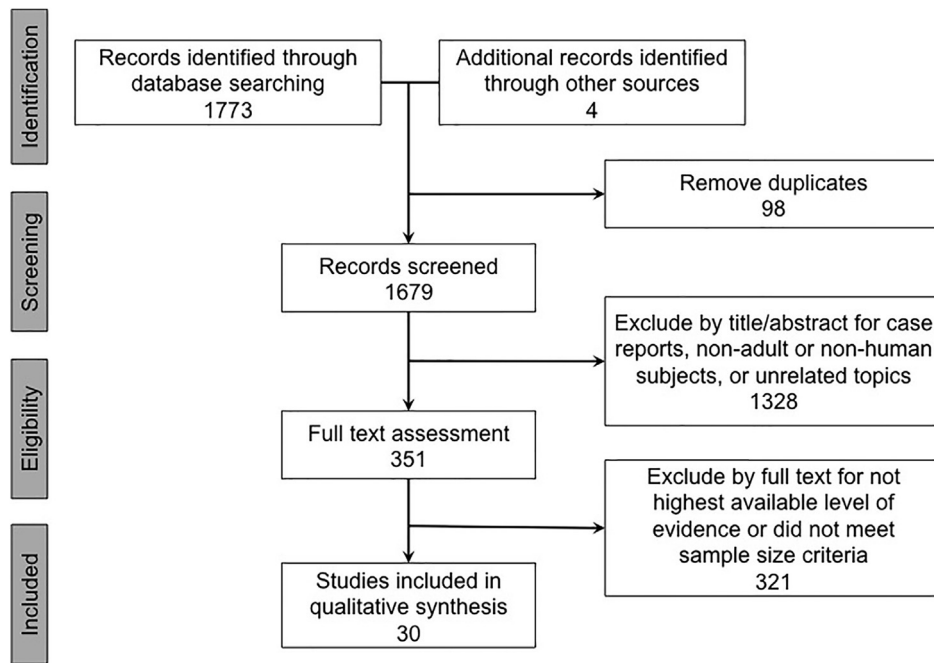 Identification
Records identified through
database searching
1773
Additional records identified
through other sources
4
Remove duplicates
98
Screening
Records screened
1679
Exclude by title/abstract for case
reports, non-adult or non-human
subjects, or unrelated topics
1328
Eligibility
Full text assessment
351
Exclude by full text for not
highest available level of
evidence or did not meet
sample size criteria
321
Included
Studies included in
qualitative synthesis
30